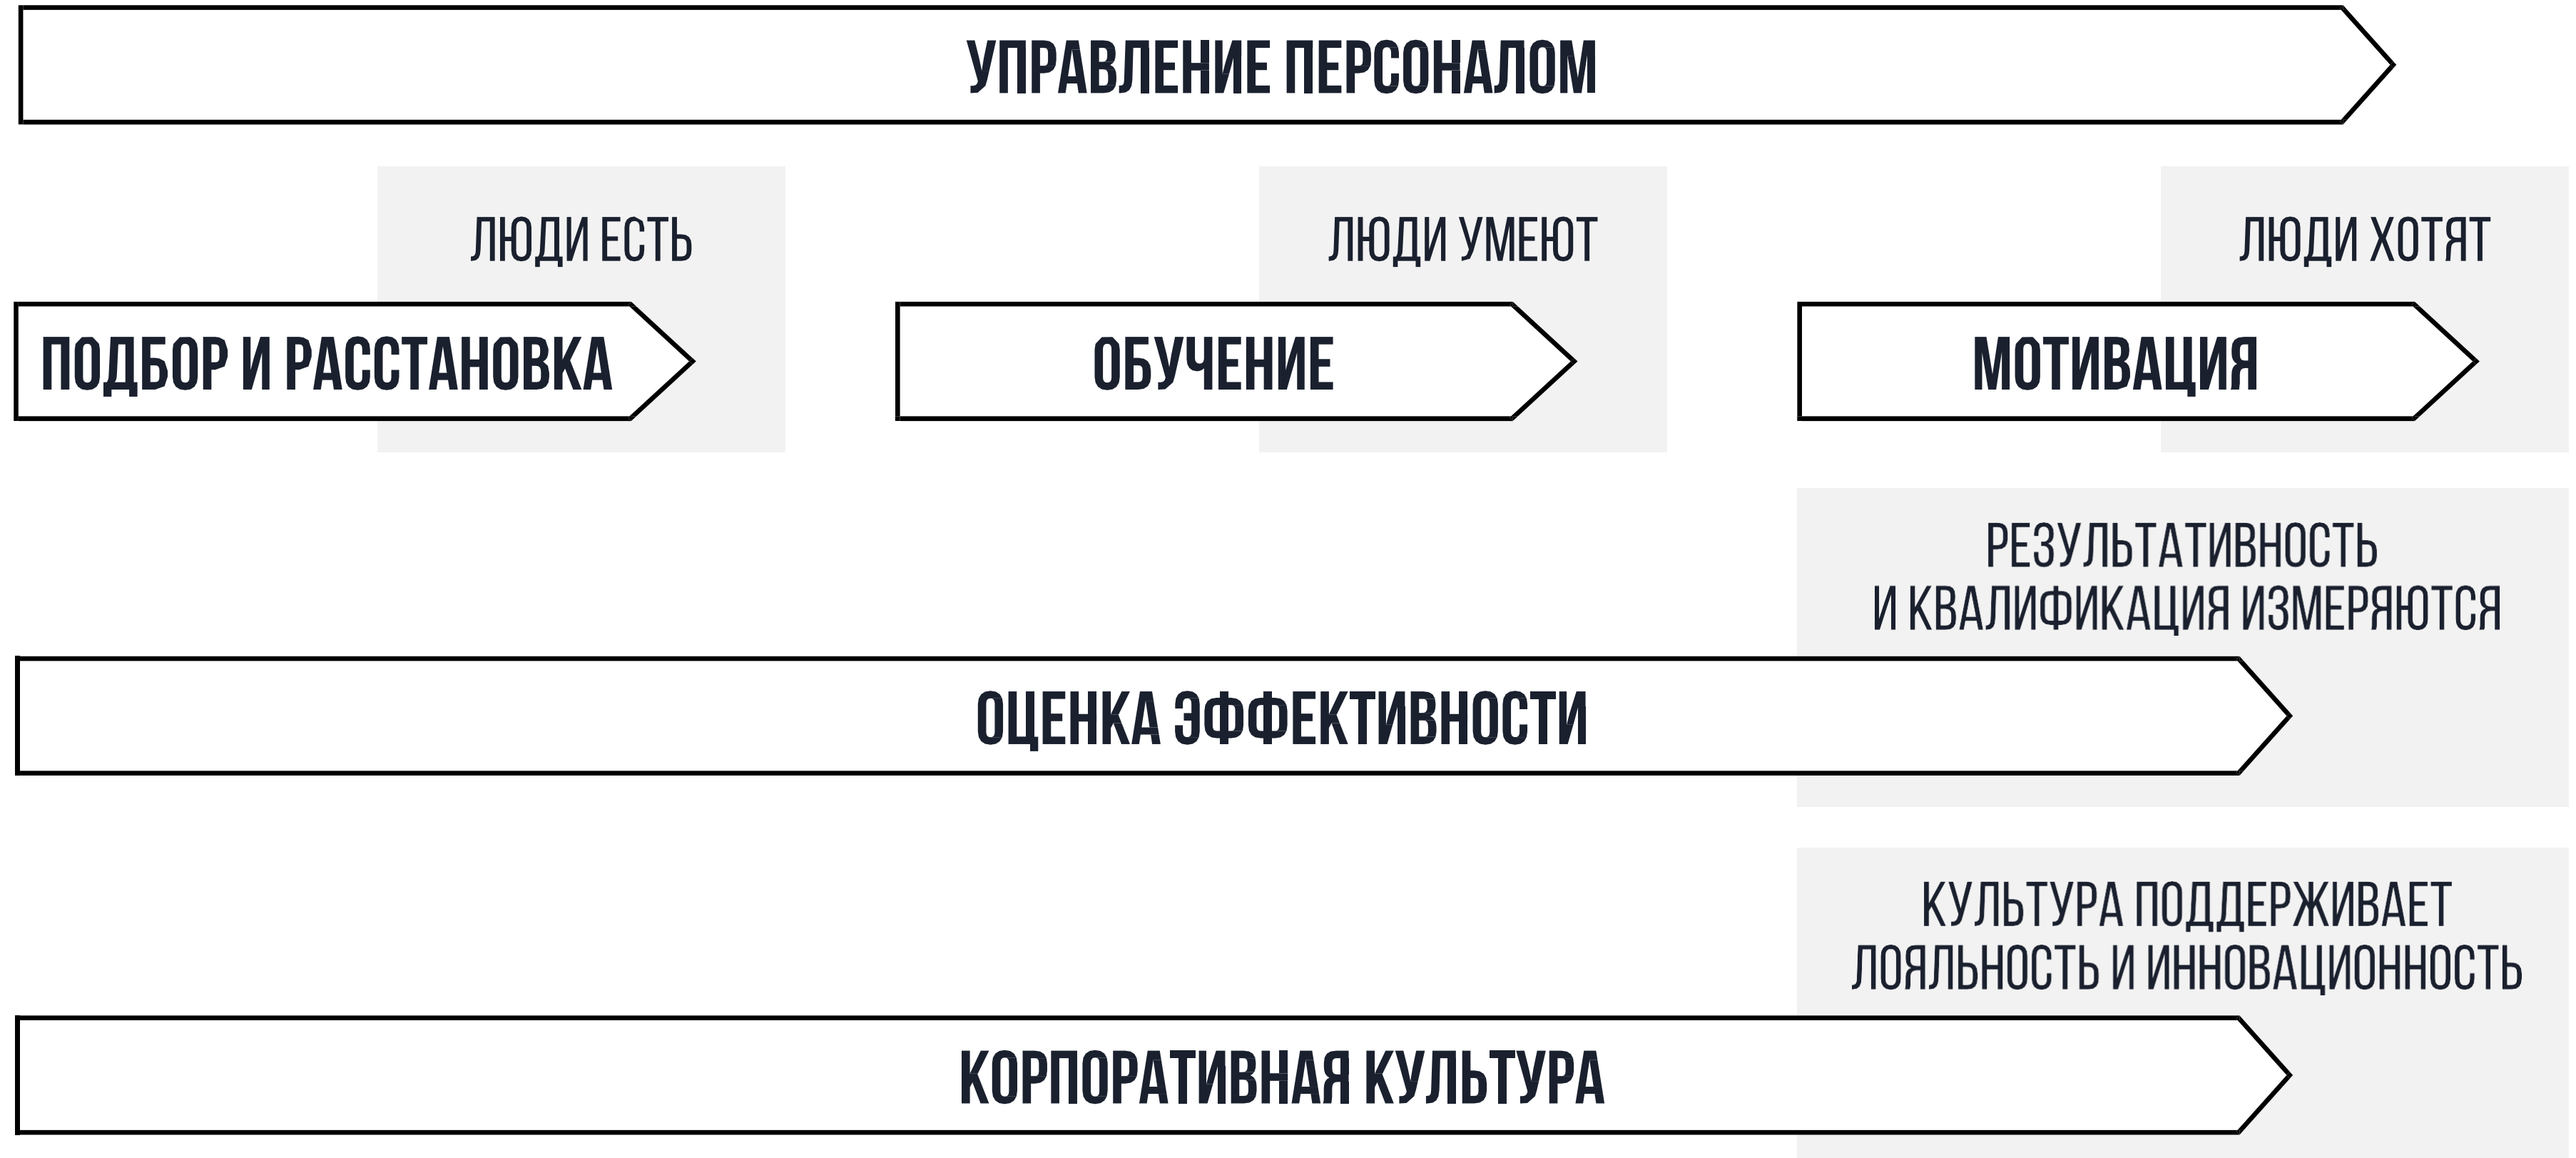 УПРАВЛЕНИЕ ПЕРСОНАЛОМ
ЛЮДИ ЕСТЬ
ПОДБОР И РАССТАНОВКА
ЛЮДИ УМЕЮТ
ОБУЧЕНИЕ
ЛЮДИ ХОТЯТ
МОТИВАЦИЯ
РЕЗУЛЬТАТИВНОСТЬ
И КВАЛИФИКАЦИЯ ИЗМЕРЯЮТСЯ
ОЦЕНКА ЭФФЕКТИВНОСТИ
КУЛЬТУРА ПОДДЕРЖИВАЕТ
ЛОЯЛЬНОСТЬ И ИННОВАЦИОННОСТЬ
КОРПОРАТИВНАЯ КУЛЬТУРА